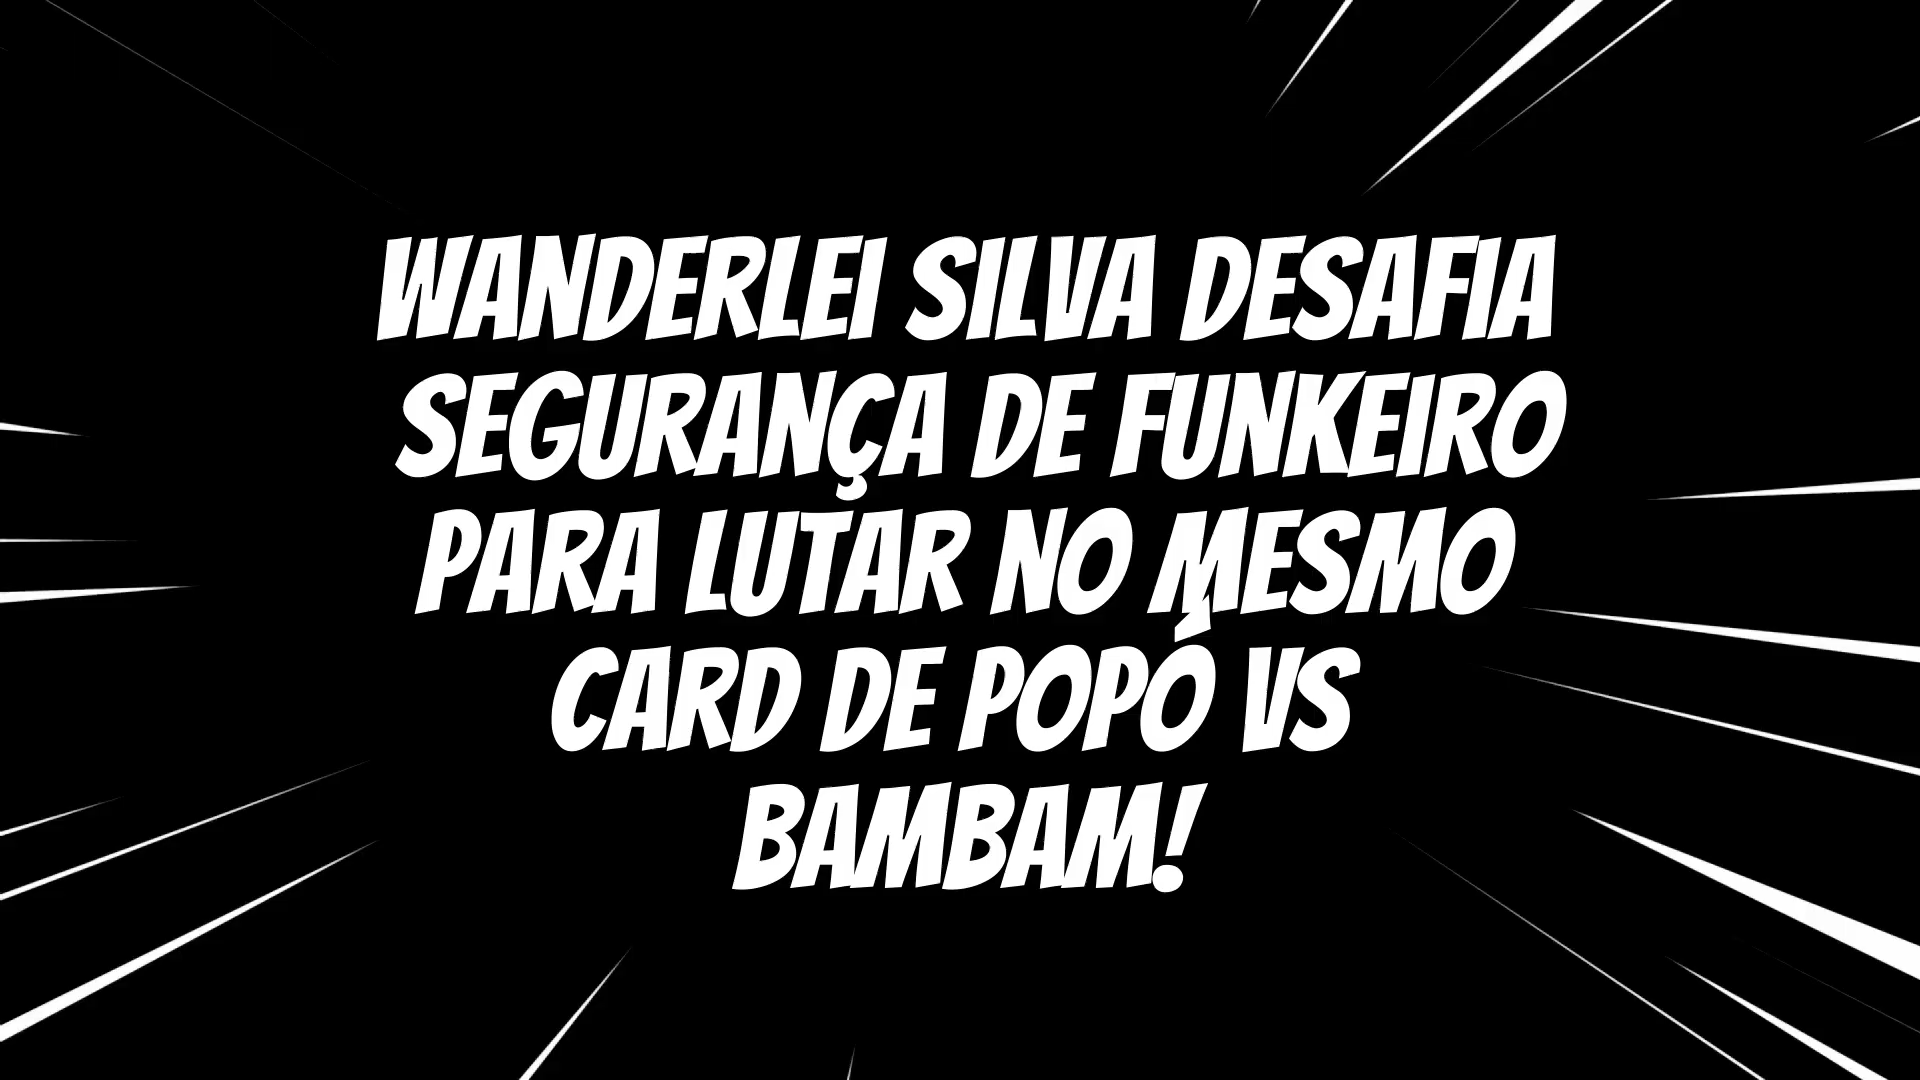 WANDERLEI SILVA DESAFIA
SEGURANÇA DE FUNKEIRO
PARA LUTAR NO MESMO
CARD DE POPÓ VS
BAMBAM!